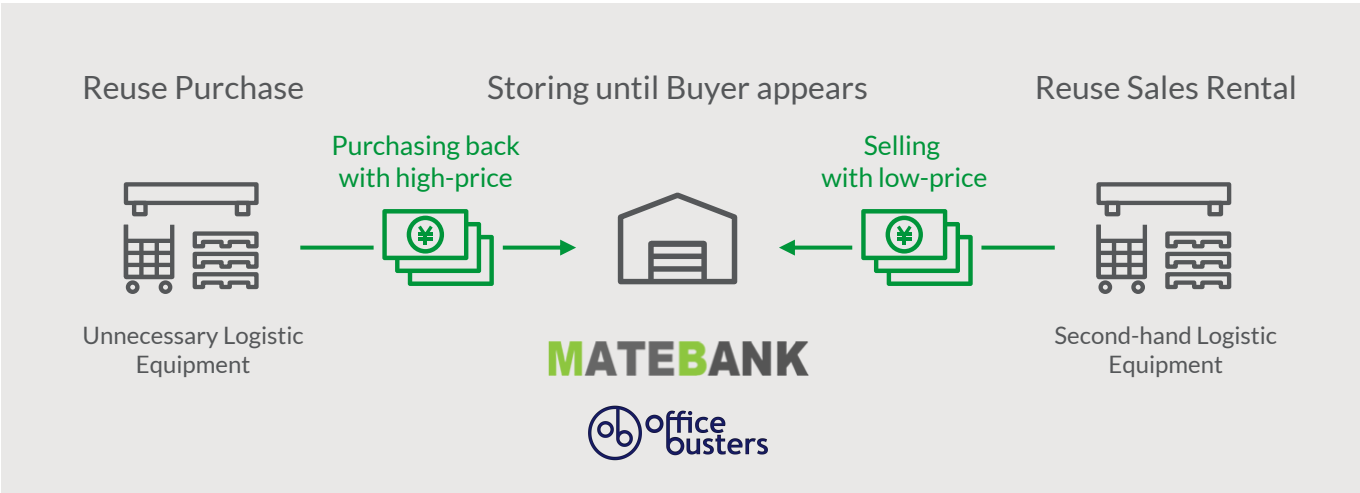 Reuse Purchase
Storing until Buyer appears
Reuse Sales Rental
Purchasing back
with high-price
Selling
with low-price
¥
¥
Unnecessary Logistic
Equipment
MATEBANK
ob office
busters
Second-hand Logistic
Equipment